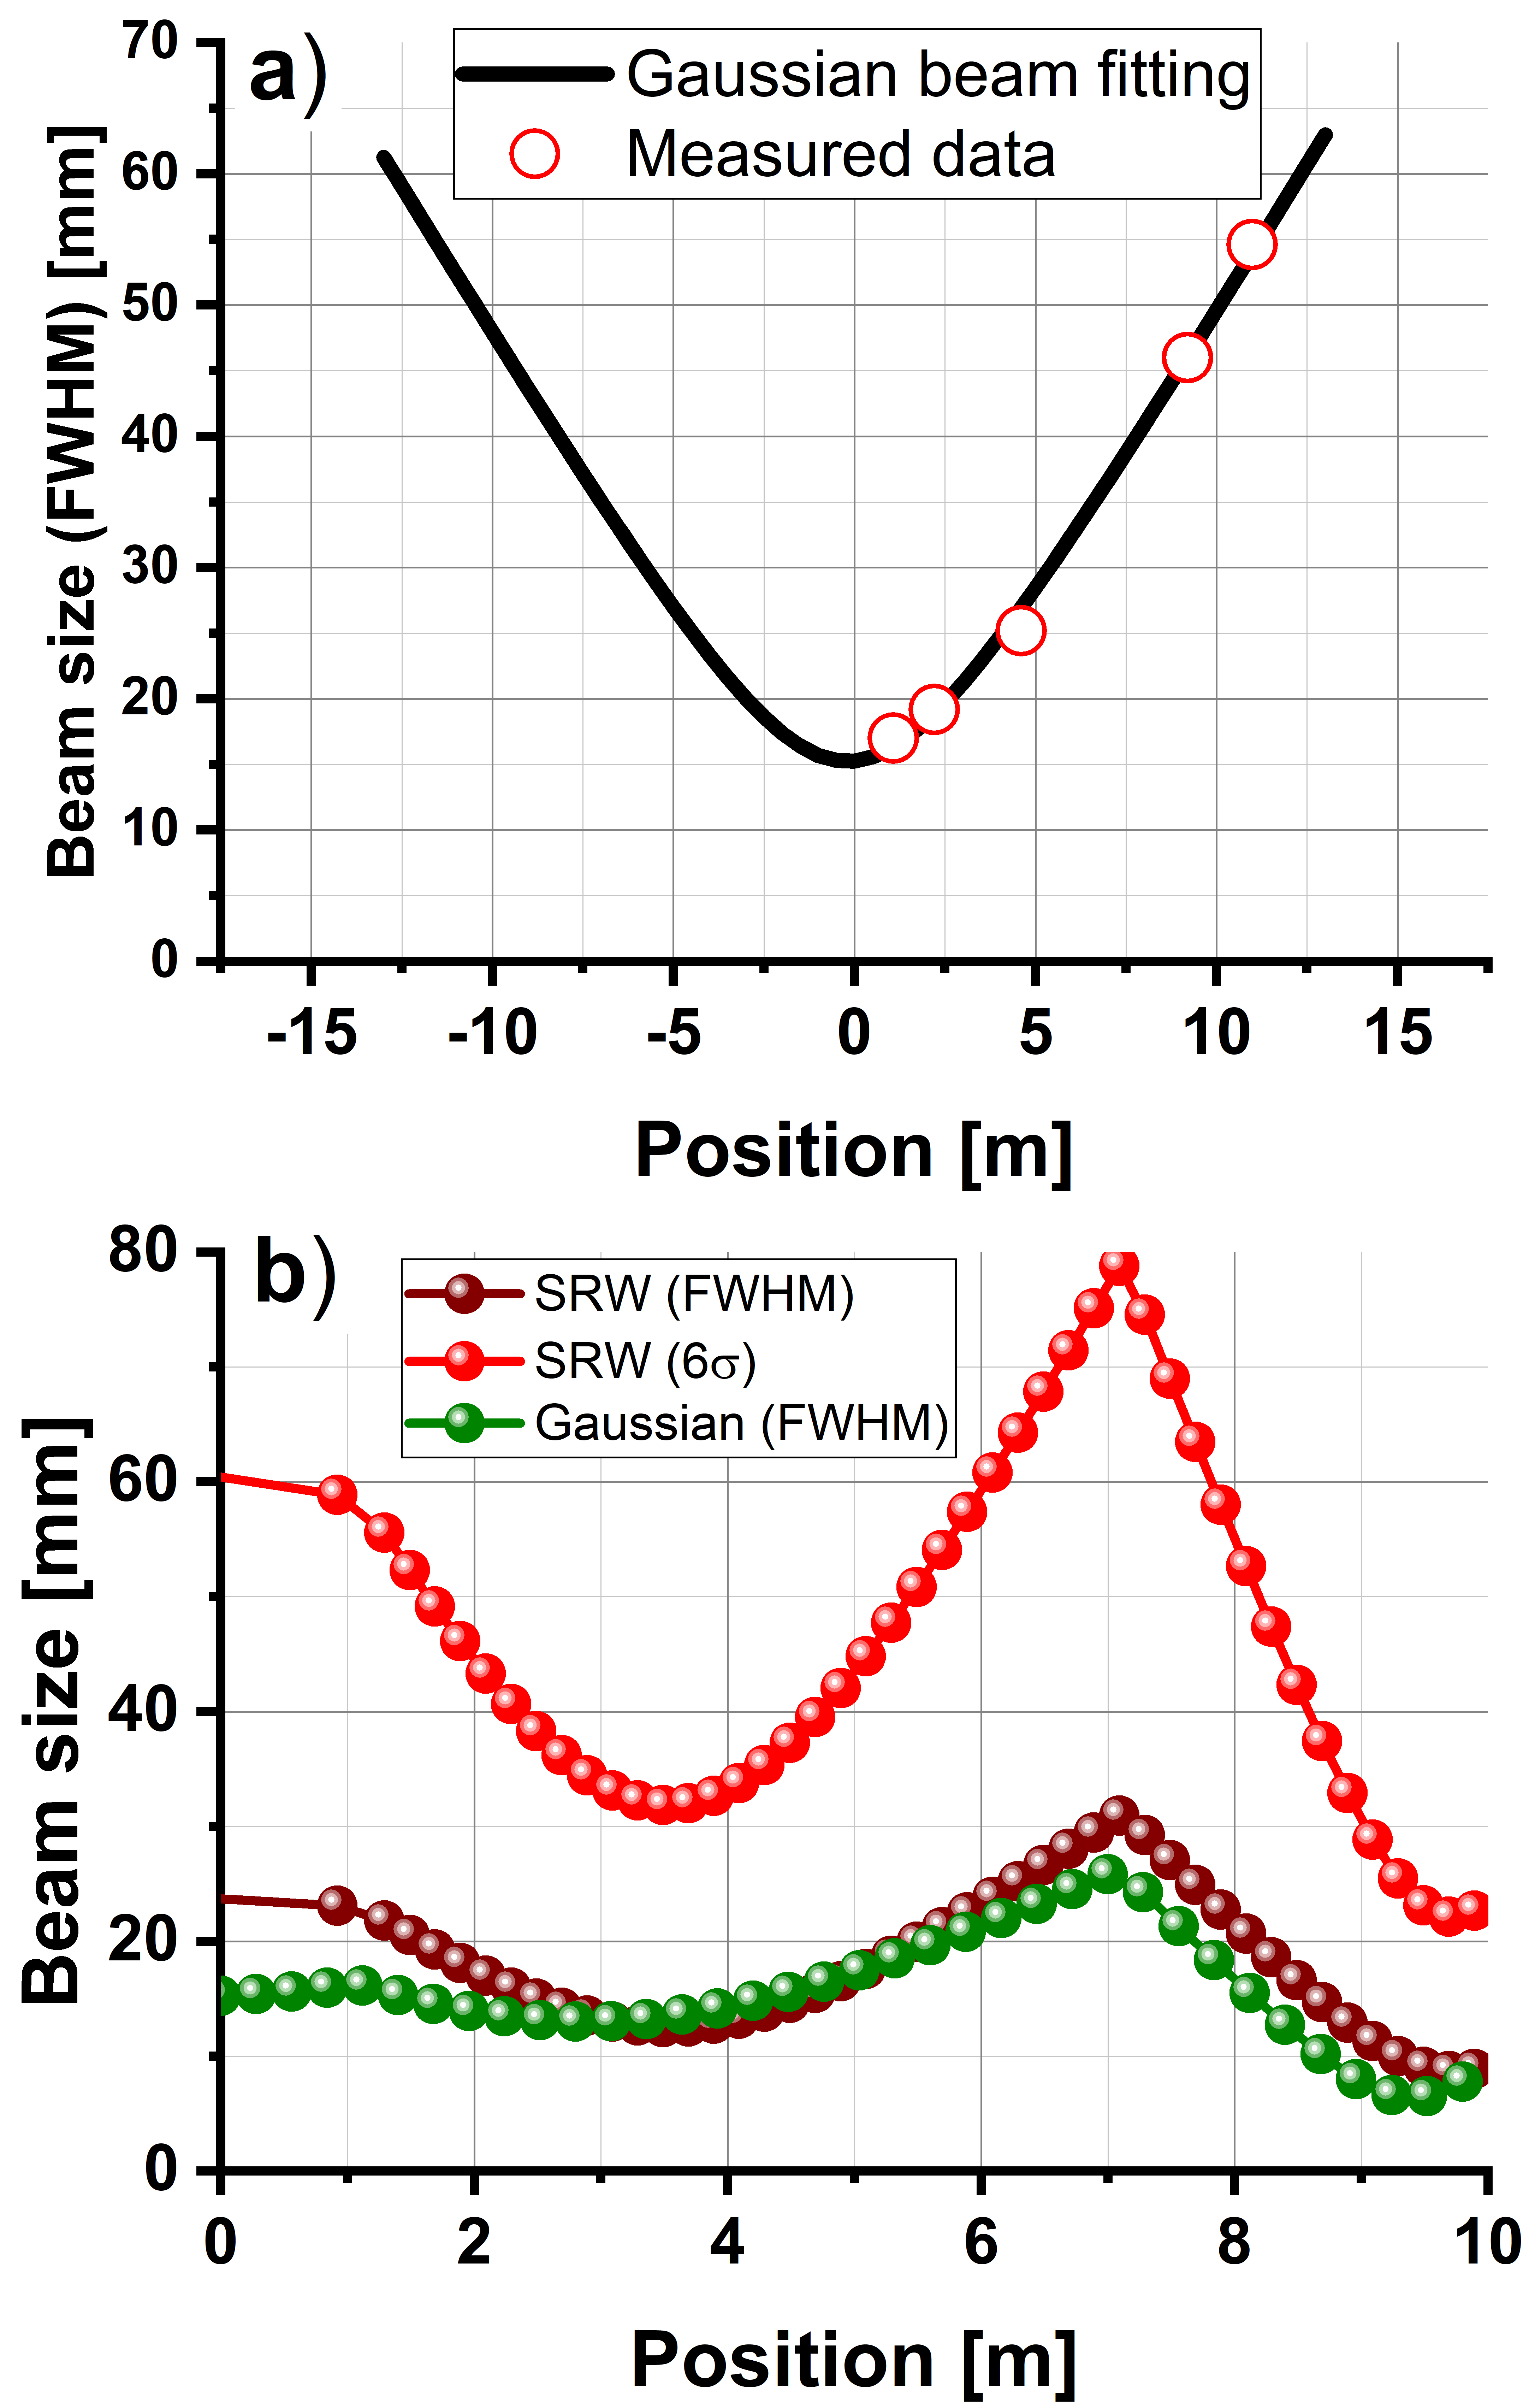 a)
Gaussian beam fitting
Measured data
Beam size (FWHM) [mm]
70
60
50
40
30
20
10
0
-15 -10 -5 0 5 10 15
Position [m]
b)
SRW (FWHM)
SRW (6σ)
Gaussian (FWHM)
Beam size [mm]
80
60
40
20
0
0 2 4 6 8 10
Position [m]